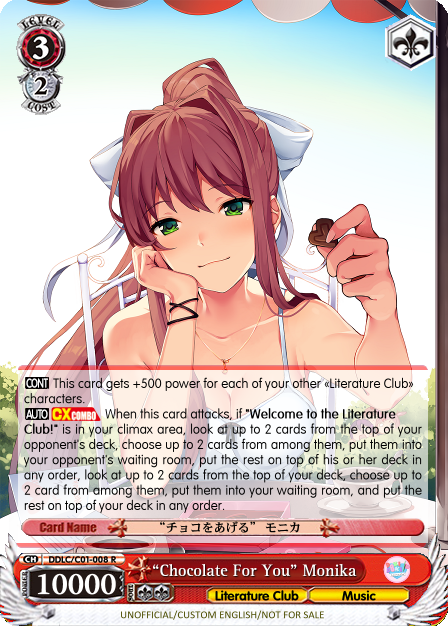 LEVEL
3
2
COST
CONT This card gets +500 power for each of your other «Literature Club»
characters.
AUTO CX COMBO When this card attacks, if "Welcome to the Literature
Club!" is in your climax area, look at up to 2 cards from the top of your
opponent's deck, choose up to 2 cards from among them, put them into
your opponent's waiting room, put the rest on top of his or her deck in
any order, look at up to 2 cards from the top of your deck, choose up to
2 card from among them, put them into your waiting room, and put the
rest on top of your deck in any order.
Card Name "チョコをあげる" モニカ
DDLC/C01-008 R
POWER 10000 SOUL "Chocolate For You" Monika
Literature Club Music
UNOFFICIAL/CUSTOM ENGLISH/NOT FOR SALE